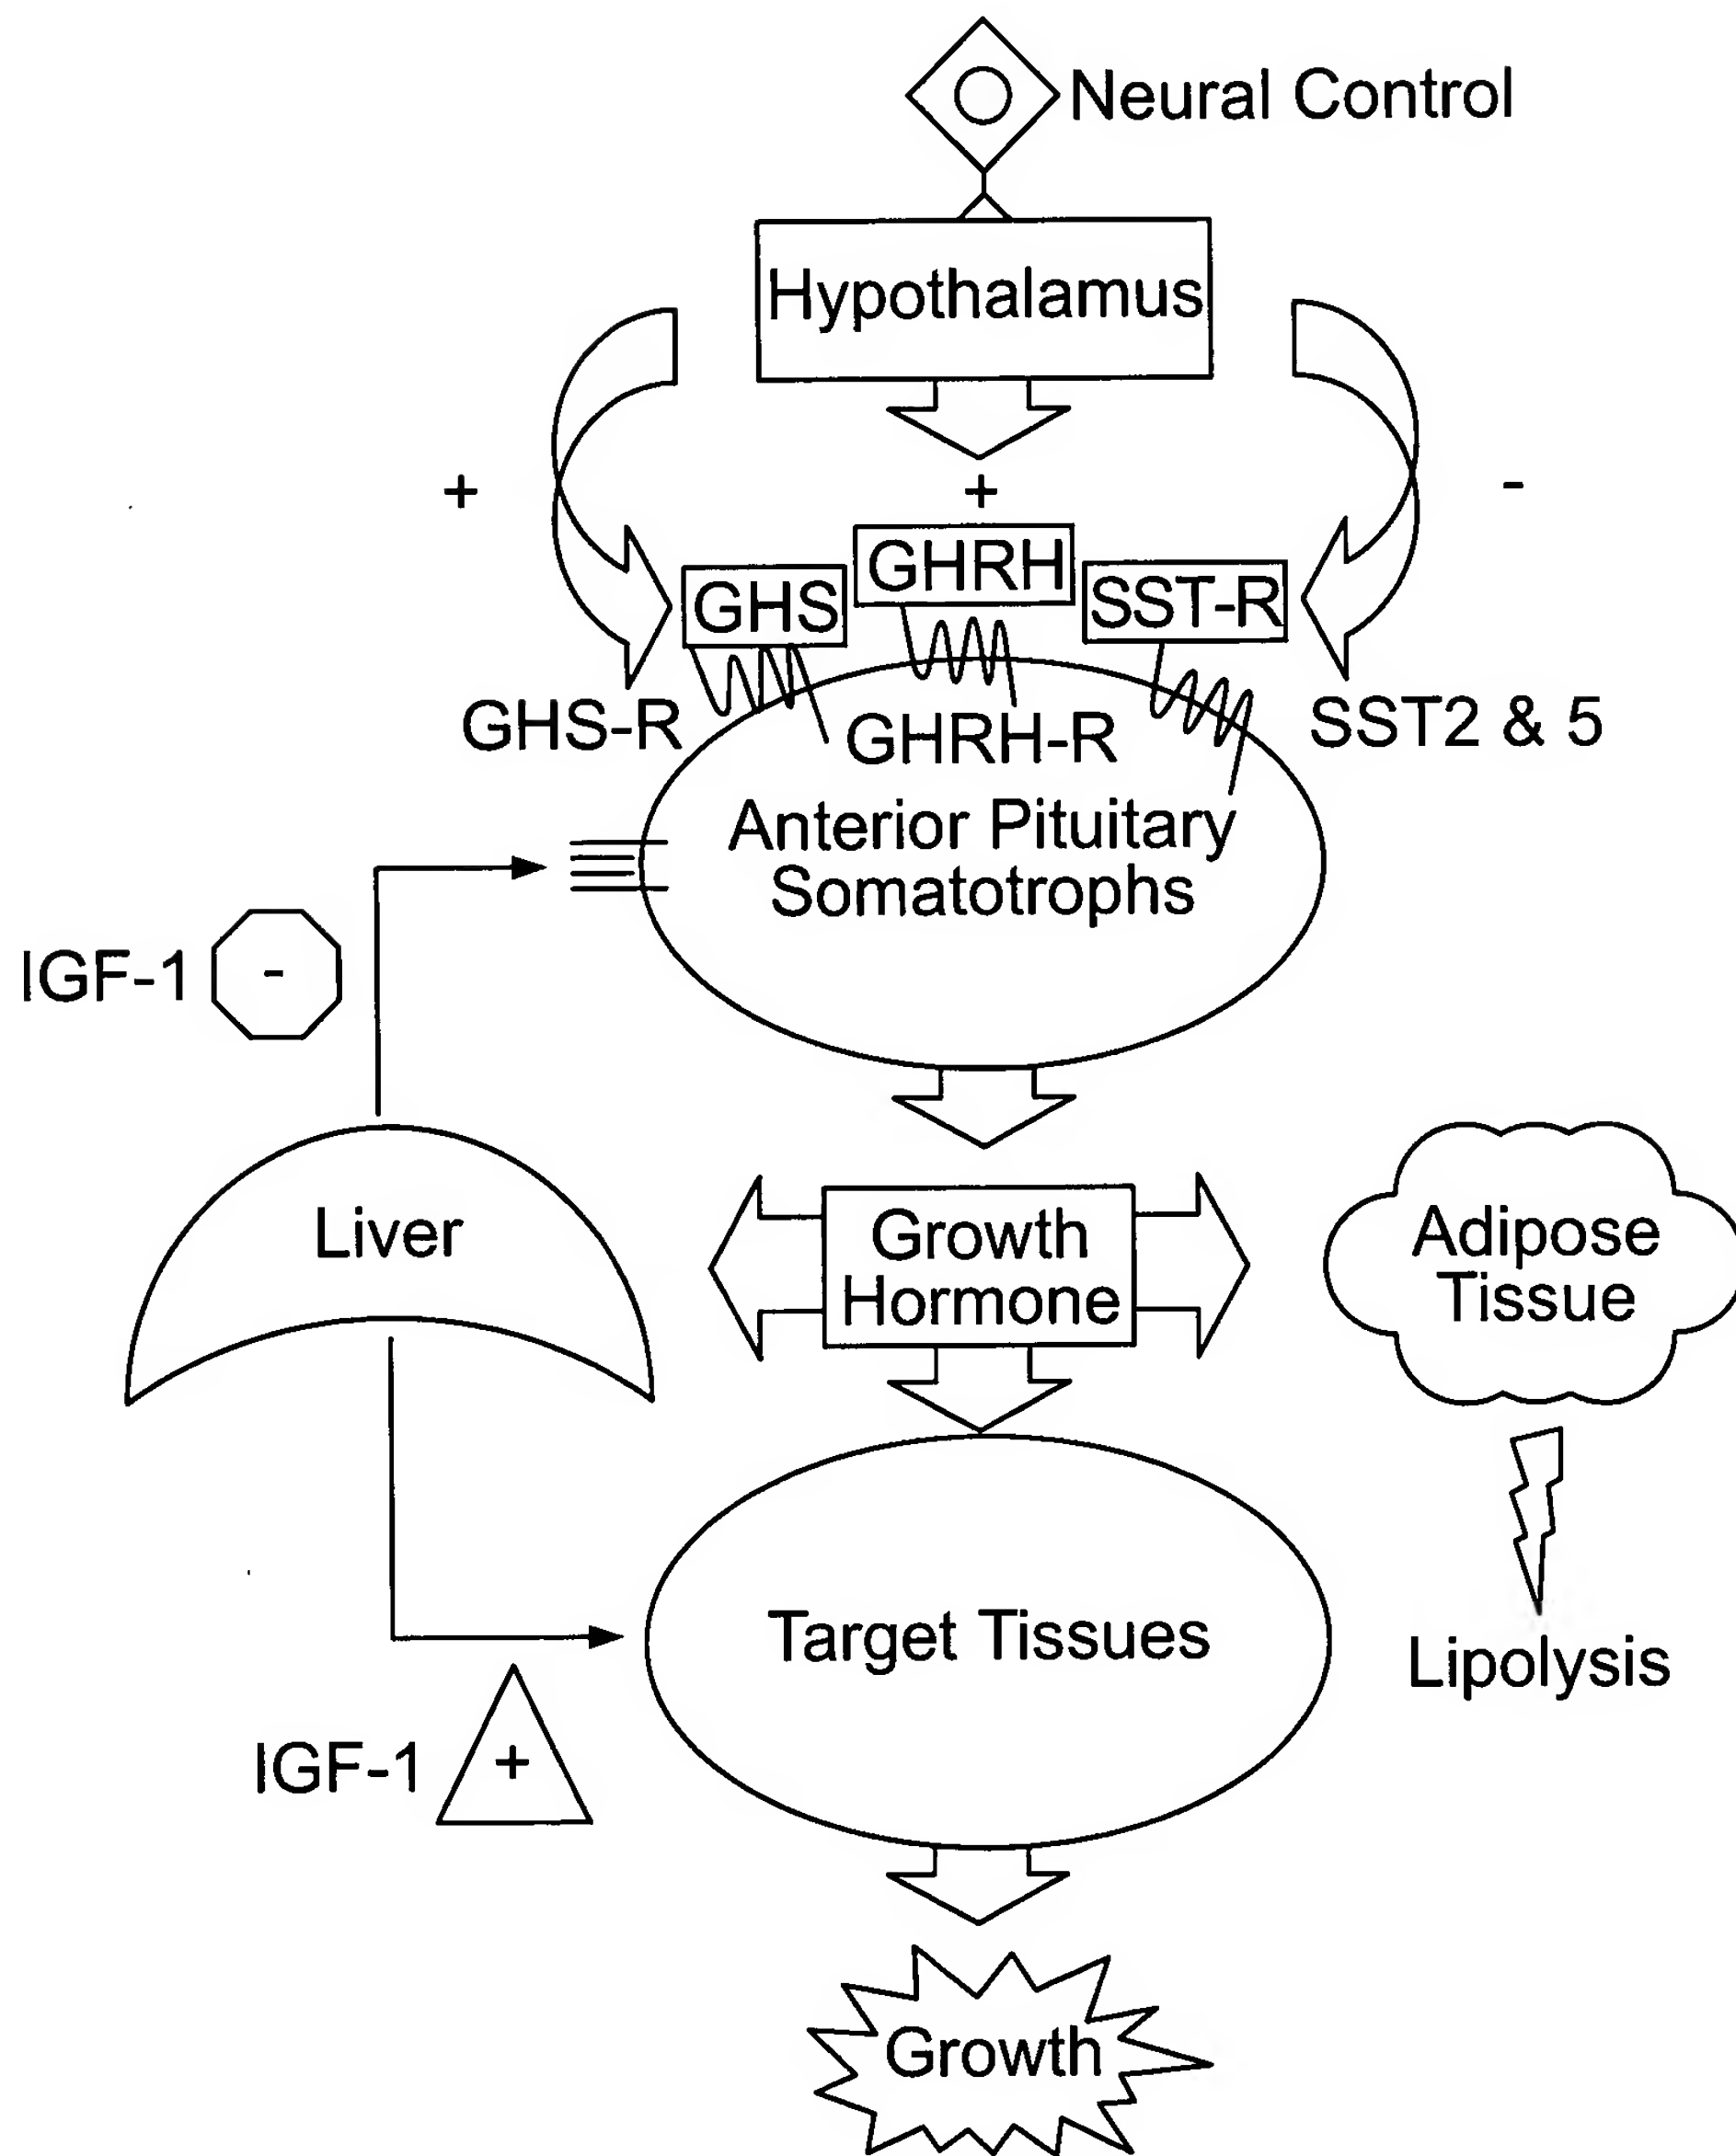 Neural Control
Hypothalamus
+
+
-
GHS
GHRH
SST-R
GHS-R
GHRH-R
SST2 & 5
Anterior Pituitary
Somatotrophs
IGF-1
-
Liver
Growth
Hormone
Adipose
Tissue
Target Tissues
Lipolysis
IGF-1
+
Growth